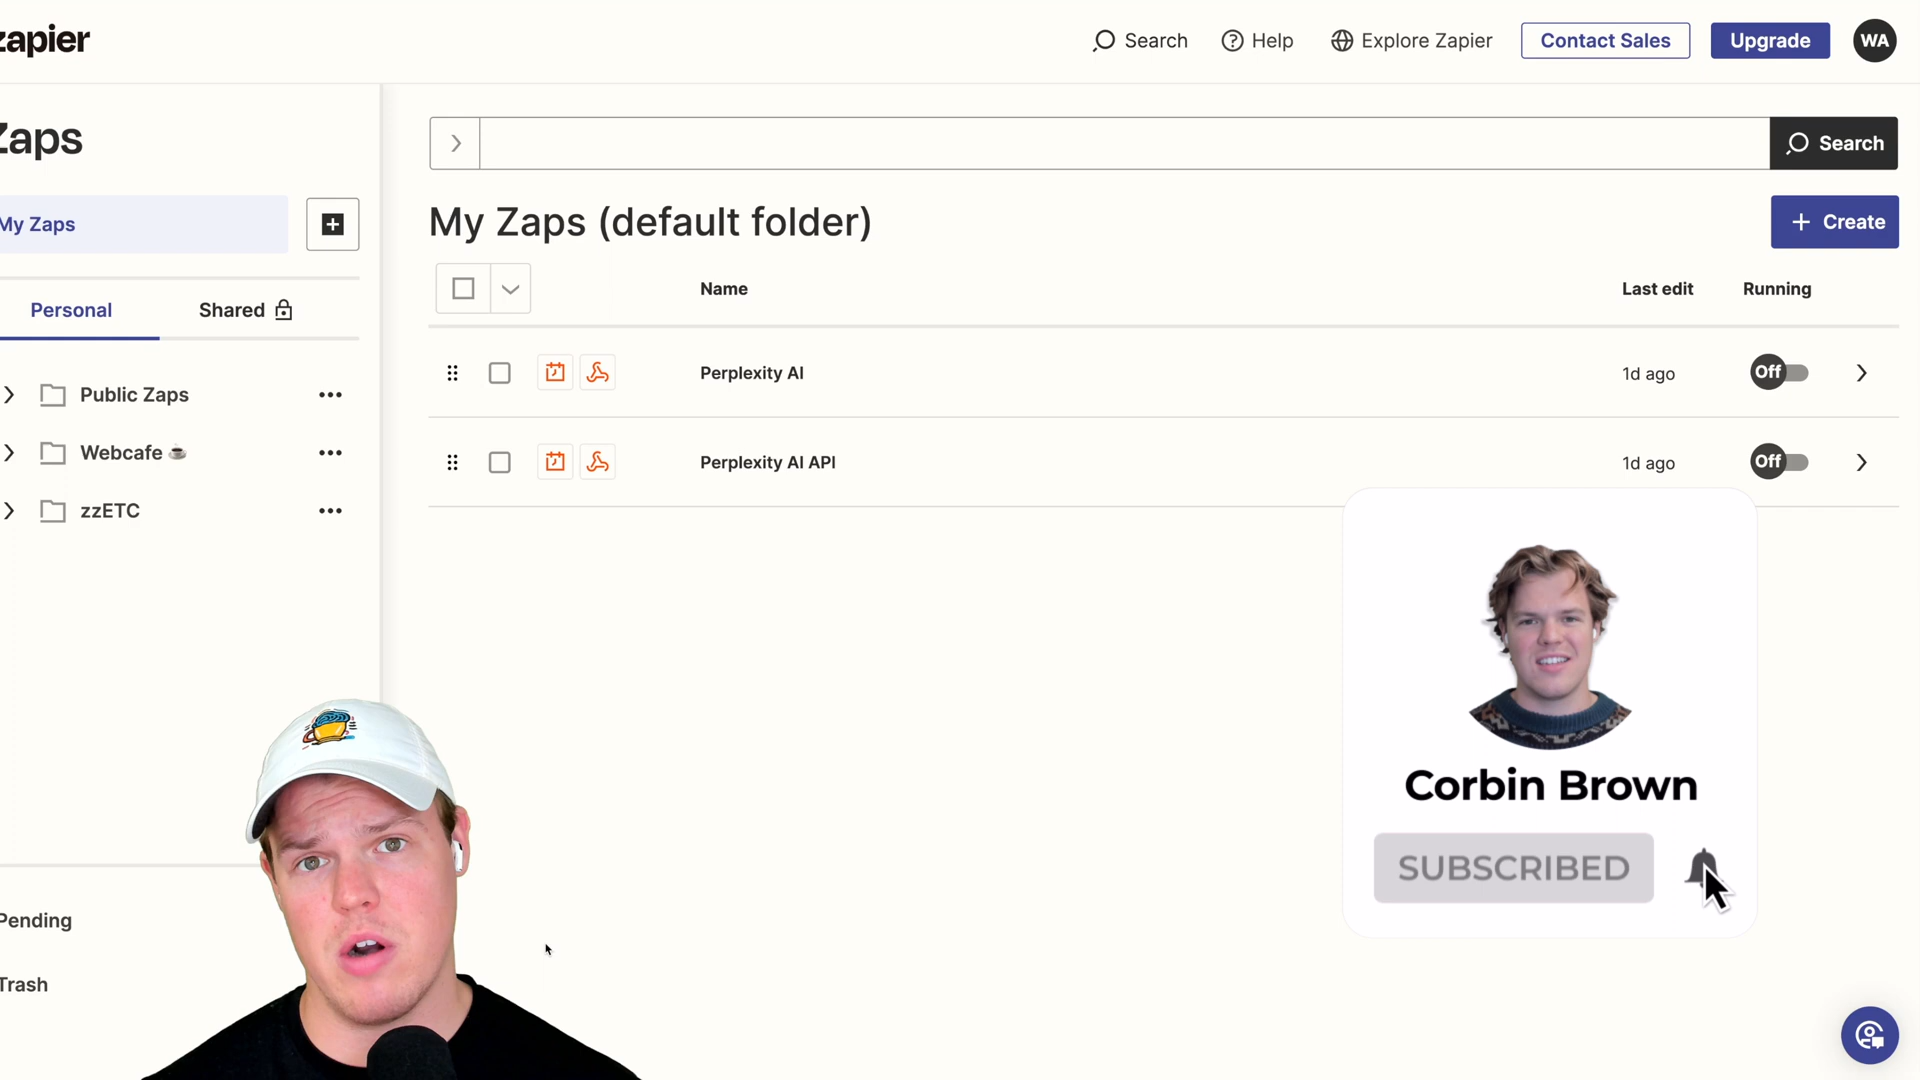 zapier
Search
Help
Explore Zapier
Contact Sales
Upgrade
WA
Zaps
Search
My Zaps
My Zaps (default folder)
+ Create
Name
Last edit
Running
Personal
Shared
Perplexity AI
1d ago
Off
Public Zaps
Webcafe ☕
Perplexity AI API
1d ago
Off
zzETC
Corbin Brown
SUBSCRIBED
Pending
Trash